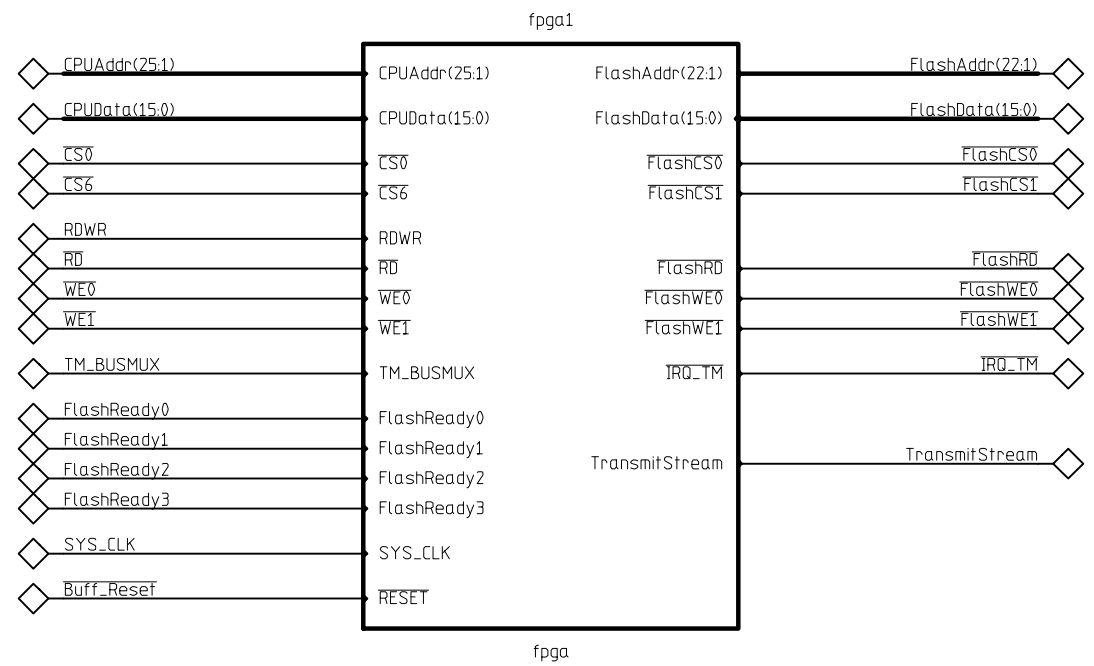 fpga1
CPUAddr(25:1) CPUAddr(25:1) FlashAddr(22:1) FlashAddr(22:1)
CPUData(15:0) CPUData(15:0) FlashData(15:0) FlashData(15:0)
CS0 CS0 FlashCS0 FlashCS0
CS6 CS6 FlashCS1 FlashCS1
RDWR RDWR
RD RD FlashRD FlashRD
WE0 WE0 FlashWE0 FlashWE0
WE1 WE1 FlashWE1 FlashWE1
TM_BUSMUX TM_BUSMUX IRQ_TM IRQ_TM
FlashReady0 FlashReady0
FlashReady1 FlashReady1
TransmitStream TransmitStream
FlashReady2 FlashReady2
FlashReady3 FlashReady3
SYS_CLK SYS_CLK
Buff_Reset RESET
fpga